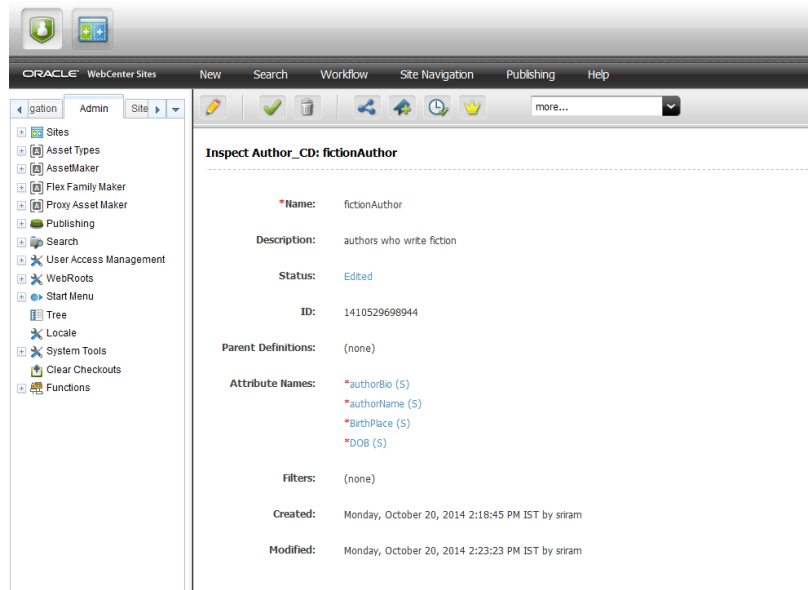 ORACLE WebCenter Sites
New Search Workflow Site Navigation Publishing Help
gation Admin Site
more...
Sites
Asset Types
AssetMaker
Flex Family Maker
Proxy Asset Maker
Publishing
Search
User Access Management
WebRoots
Start Menu
Tree
Locale
System Tools
Clear Checkouts
Functions
Inspect Author_CD: fictionAuthor
*Name: fictionAuthor
Description: authors who write fiction
Status: Edited
ID: 1410529698944
Parent Definitions: (none)
Attribute Names: *authorBio (S)
*authorName (S)
*BirthPlace (S)
*DOB (S)
Filters: (none)
Created: Monday, October 20, 2014 2:18:45 PM IST by sriram
Modified: Monday, October 20, 2014 2:23:23 PM IST by sriram